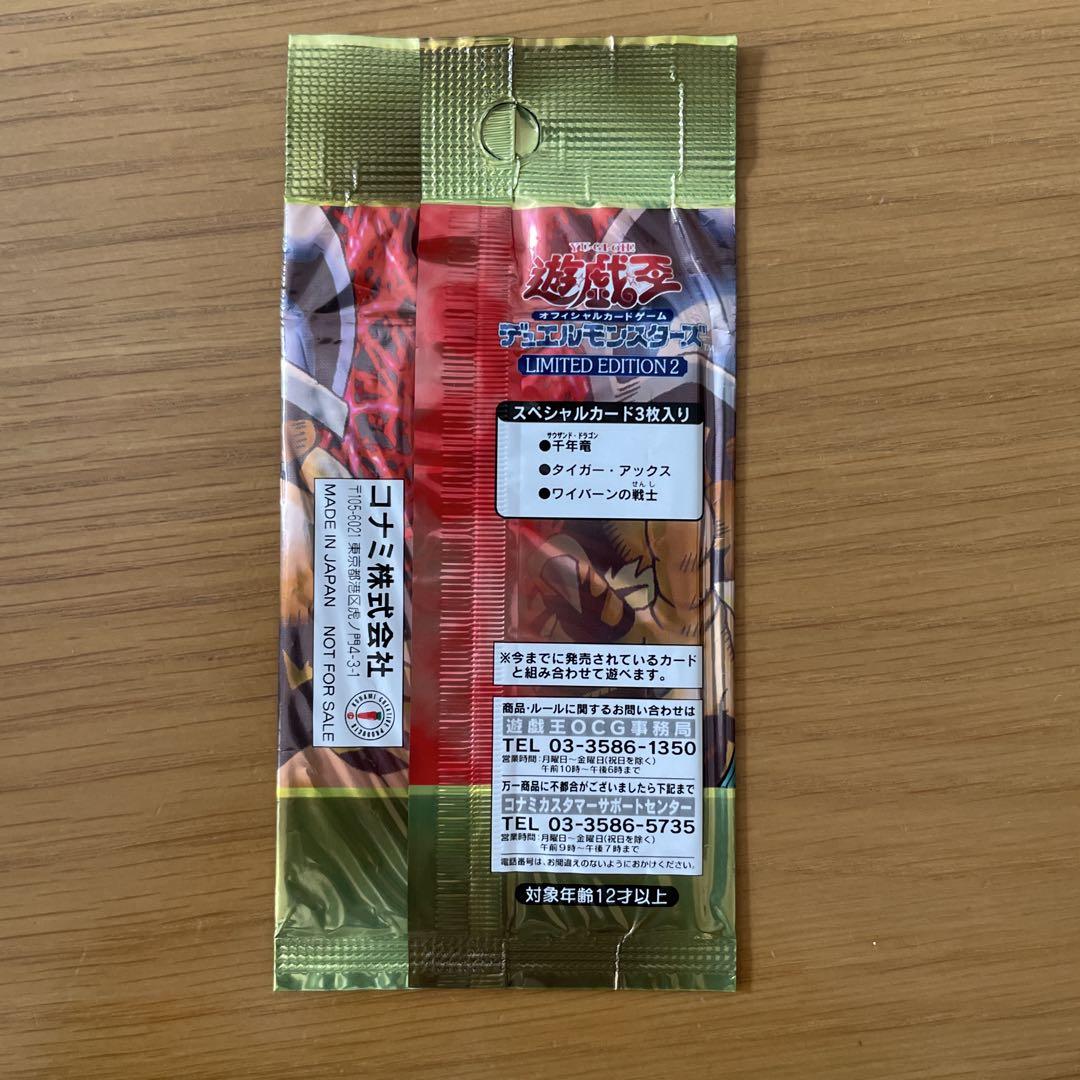 YU-GI-OH!
遊戯王
オフィシャルカードゲーム
デュエルモンスターズ™
LIMITED EDITION 2
スペシャルカード3枚入り
サウザンド・ドラゴン
●千年竜
●タイガー・アックス
せんし
●ワイバーンの戦士
※今までに発売されているカード
と組み合わせて遊べます。
商品・ルールに関するお問い合わせは
遊戯王OCG事務局
TEL 03-3586-1350
営業時間:月曜日～金曜日(祝日を除く)
午前10時～午後6時まで
万一商品に不都合がございましたら下記まで
コナミカスタマーサポートセンター
TEL 03-3586-5735
営業時間:月曜日～金曜日(祝日を除く)
午前9時～午後7時まで
電話番号は、お間違えのないようにおかけください。
対象年齢12才以上
コナミ株式会社
〒105-6021 東京都港区虎ノ門4-3-1
MADE IN JAPAN NOT FOR SALE
KONAMI CREATIVE PRODUCTS